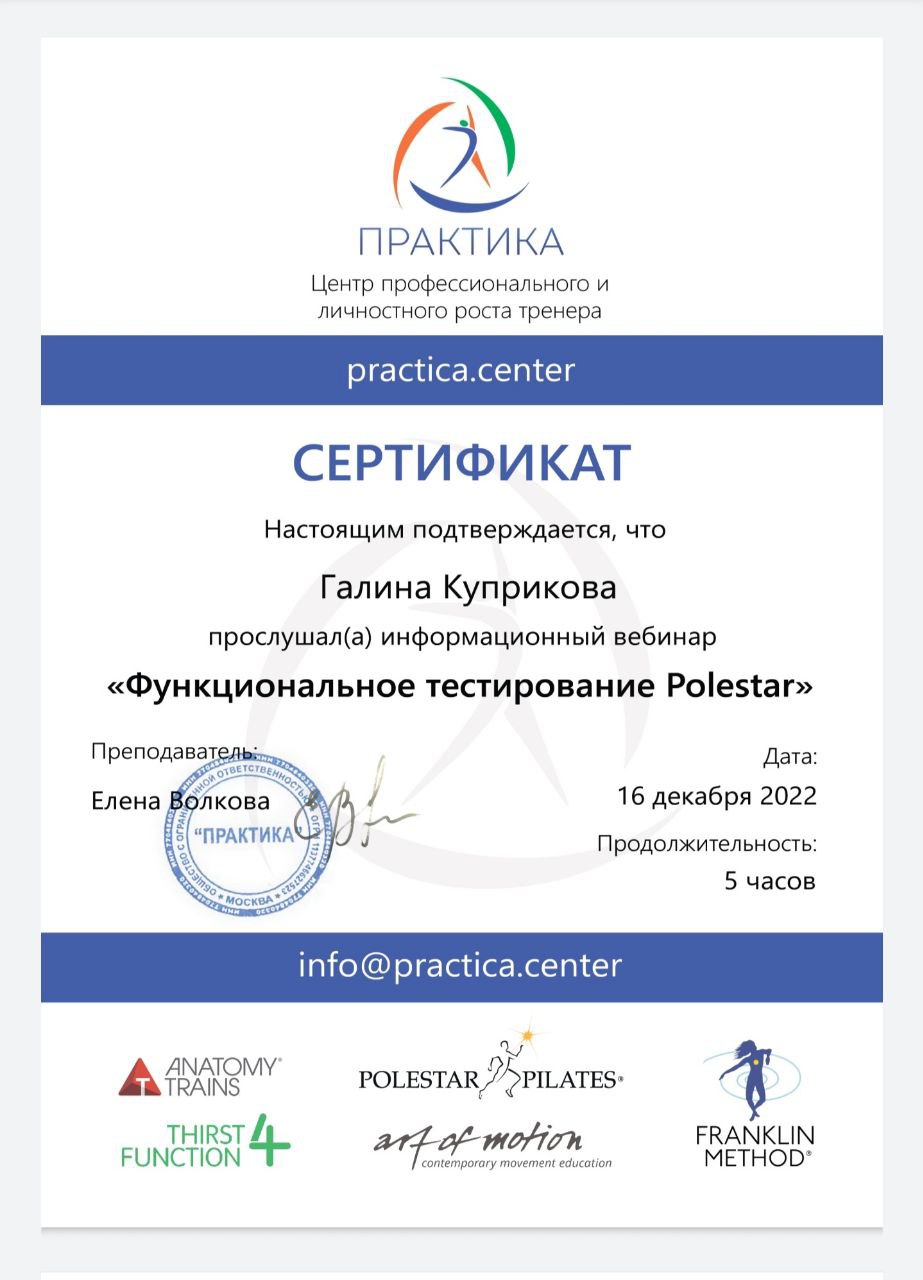 ПРАКТИКА
Центр профессионального и
личностного роста тренера
practica.center
СЕРТИФИКАТ
Настоящим подтверждается, что
Галина Куприкова
прослушал(а) информационный вебинар
«Функциональное тестирование Polestar»
Преподаватель:
Елена Волкова
ОБЩЕСТВО С ОГРАНИЧЕННОЙ ОТВЕТСТВЕННОСТЬЮ
"ПРАКТИКА"
* МОСКВА *
Дата:
16 декабря 2022
Продолжительность:
5 часов
info@practica.center
ANATOMY®
TRAINS
THIRST
FUNCTION 4
POLESTAR PILATES®
art of motion
contemporary movement education
FRANKLIN
METHOD®